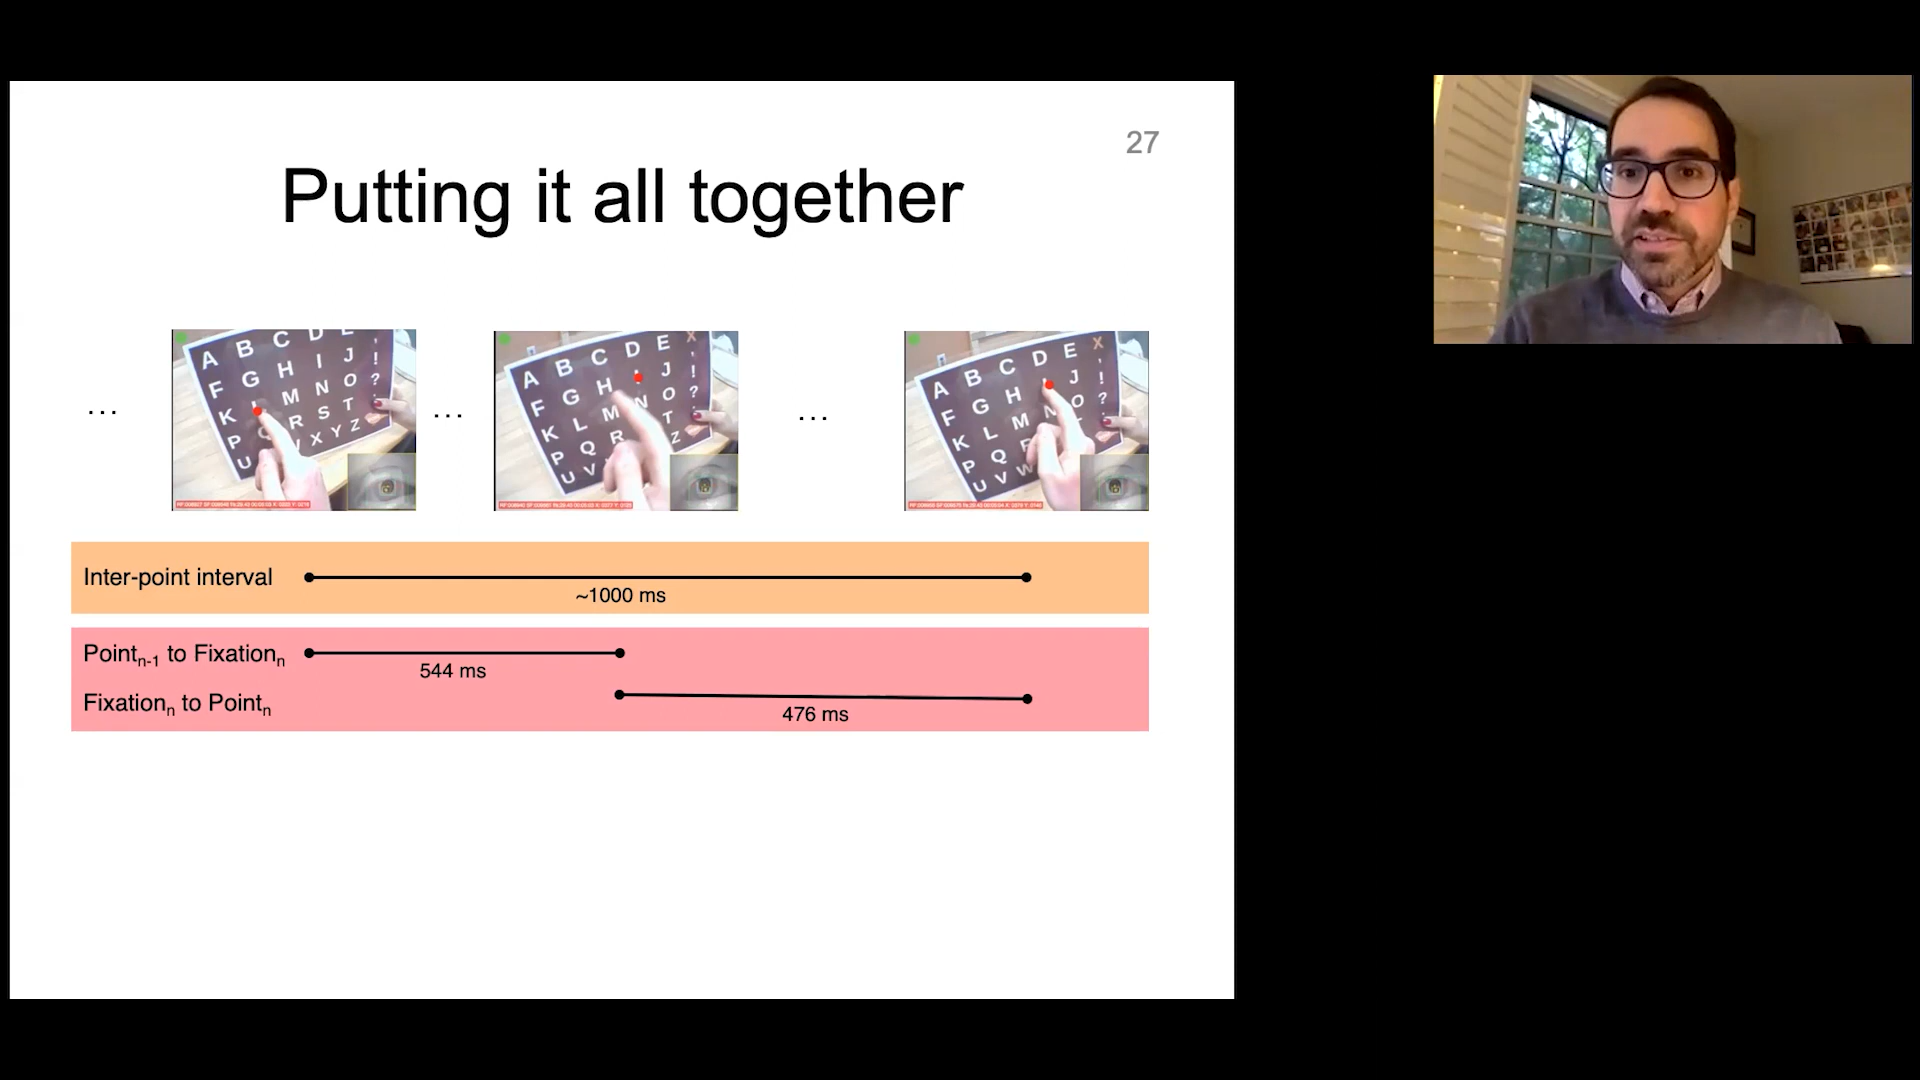 27
Putting it all together
A B C D E
F G H I J !
K M N O ?
P R S T
U X Y Z
A B C D E X
F G H J !
K L M N O ?
P Q R T
U V Z
A B C D E X
F G H J !
K L M N O ?
P Q R
U V W
... ... ...
Inter-point interval
~1000 ms
Pointn-1 to Fixationn
544 ms
Fixationn to Pointn
476 ms